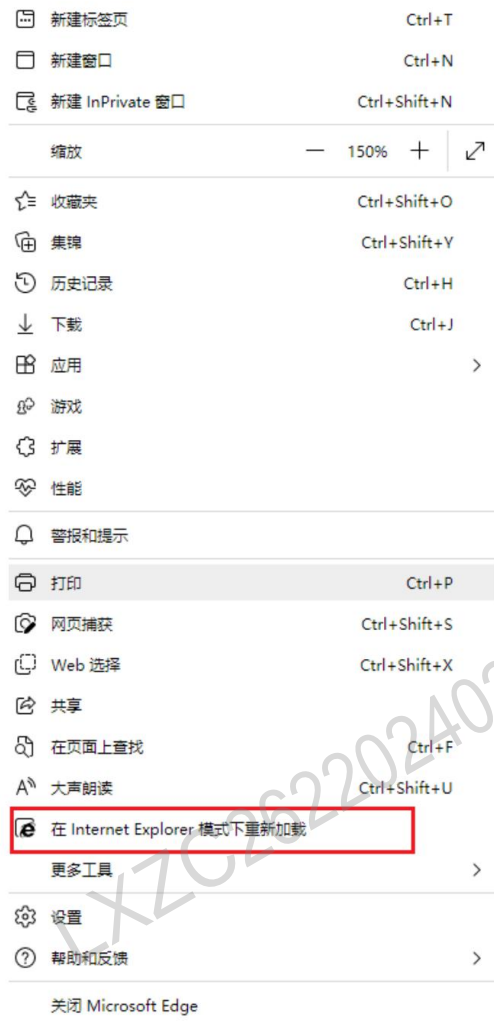 新建标签页 Ctrl+T
新建窗口 Ctrl+N
新建 InPrivate 窗口 Ctrl+Shift+N
缩放 — 150% +
收藏夹 Ctrl+Shift+O
集锦 Ctrl+Shift+Y
历史记录 Ctrl+H
下载 Ctrl+J
应用
游戏
扩展
性能
警报和提示
打印 Ctrl+P
网页捕获 Ctrl+Shift+S
Web 选择 Ctrl+Shift+X
共享
在页面上查找 Ctrl+F
大声朗读 Ctrl+Shift+U
在 Internet Explorer 模式下重新加载
更多工具
设置
帮助和反馈
关闭 Microsoft Edge
LXZC262202402